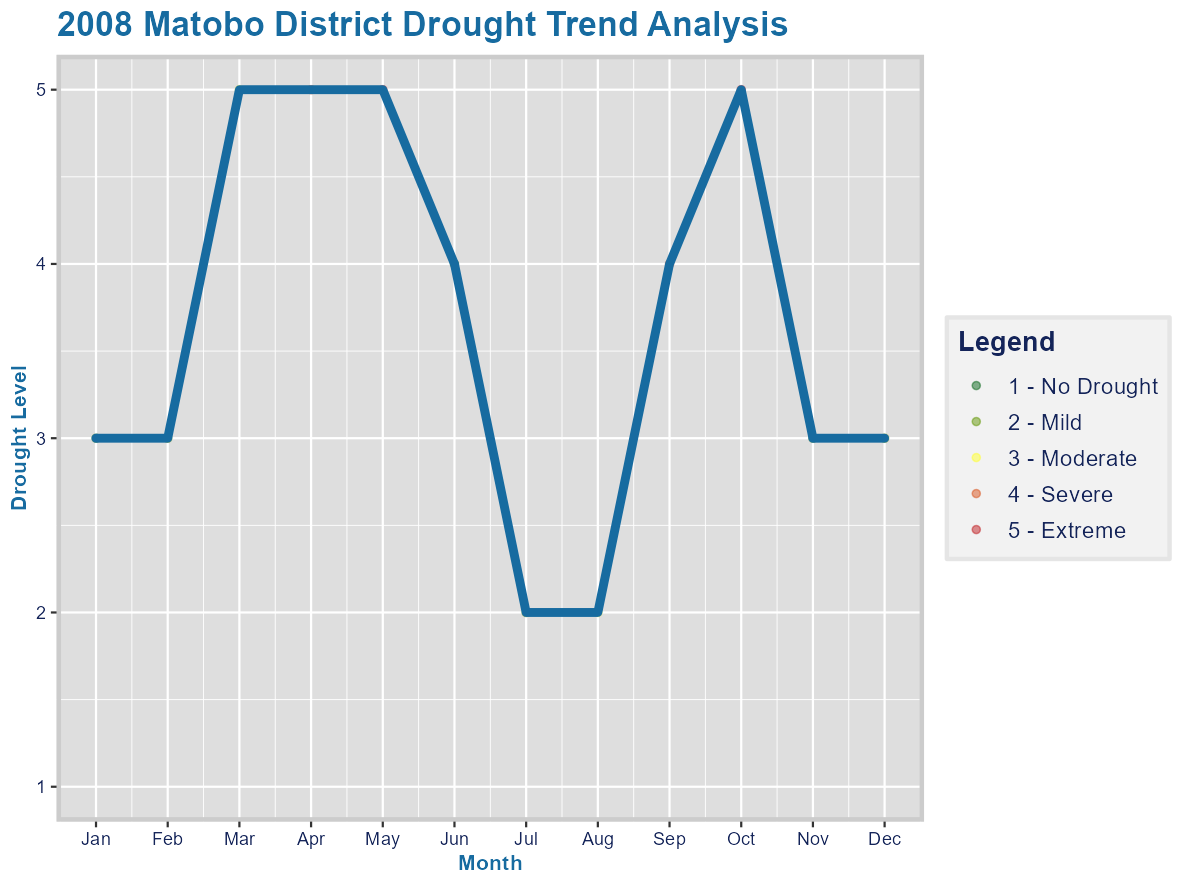 2008 Matobo District Drought Trend Analysis
Drought Level
5
4
3
2
1
Jan Feb Mar Apr May Jun Jul Aug Sep Oct Nov Dec
Month
Legend
1 - No Drought
2 - Mild
3 - Moderate
4 - Severe
5 - Extreme